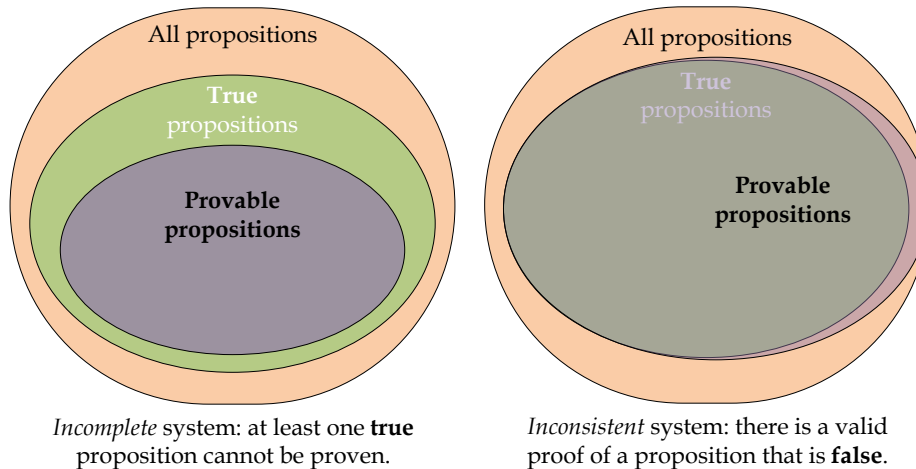 All propositions
True
propositions
Provable
propositions
Incomplete system: at least one true
proposition cannot be proven.
All propositions
True
propositions
Provable
propositions
Inconsistent system: there is a valid
proof of a proposition that is false.